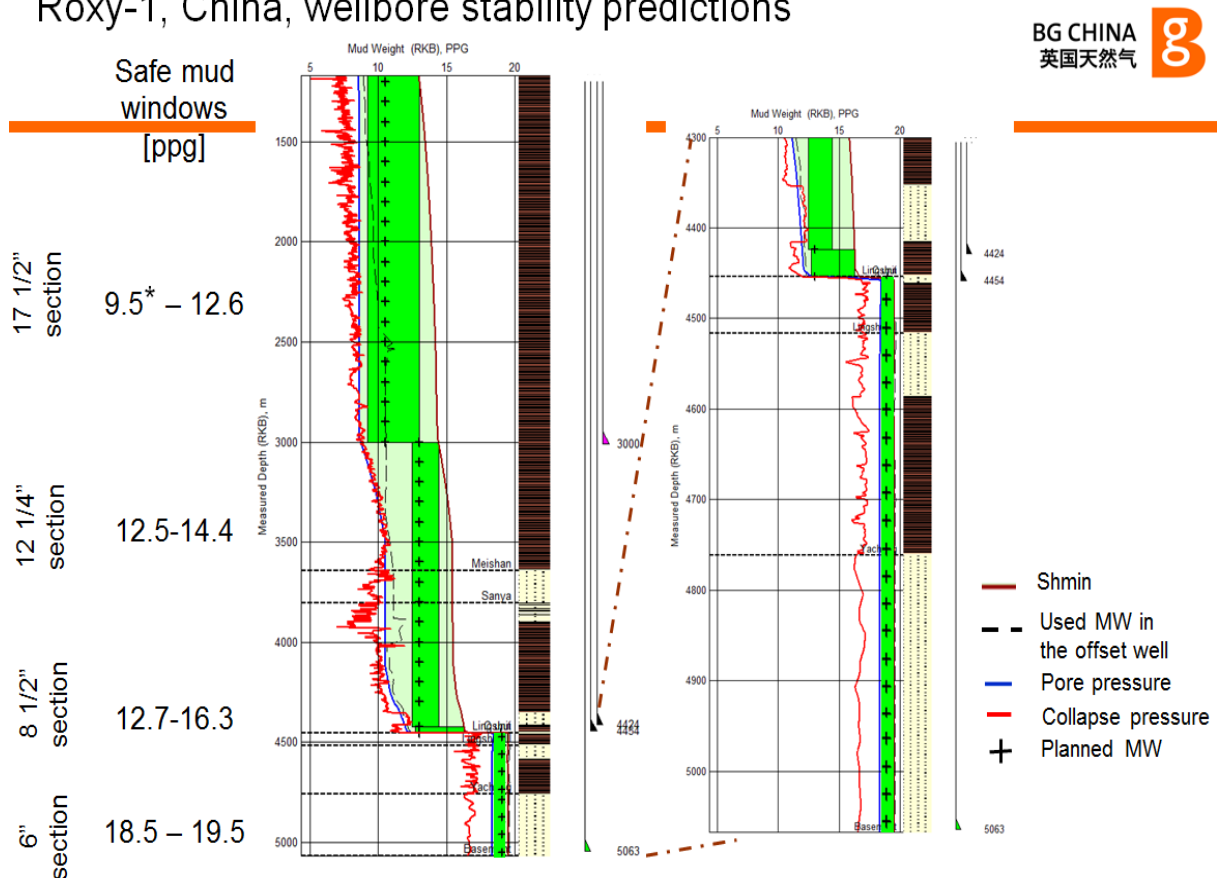 Roxy-1, China, wellbore stability predictions
BG CHINA
英国天然气
g
Safe mud
windows
[ppg]
17 1/2”
section
9.5* – 12.6
12 1/4”
section
12.5-14.4
8 1/2”
section
12.7-16.3
6”
section
18.5 – 19.5
Mud Weight (RKB), PPG
5 10 15 20
Measured Depth (RKB), m
1500
2000
2500
3000
3500
4000
4500
5000
Meishan
Sanya
3000
4424
4454
5063
Mud Weight (RKB), PPG
5 10 15 20
Measured Depth (RKB), m
4300
4400
4500
4600
4700
4800
4900
5000
4424
4454
5063
Shmin
Used MW in
the offset well
Pore pressure
Collapse pressure
Planned MW